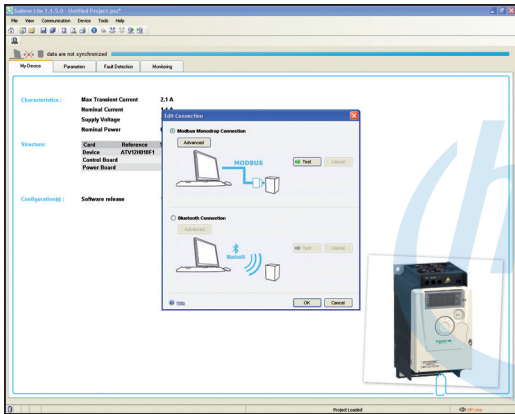 SoMove Lite 1.1.5.0 - Untitled Project.psx*
File View Communication Device Tools Help
data are not synchronized
My Device Parameters Fault Detection Monitoring
Characteristics : Max Transient Current 2.1 A
Nominal Current
Supply Voltage
Nominal Power
Structure: Card Reference
Device ATV12H018F1
Control Board
Power Board
Configuration(s) : Software release
Edit Connection
Modbus Monodrop Connection
Advanced
MODBUS
Test Cancel
Bluetooth Connection
Advanced
Bluetooth
Test Cancel
Help OK Cancel
Project Loaded Off Line